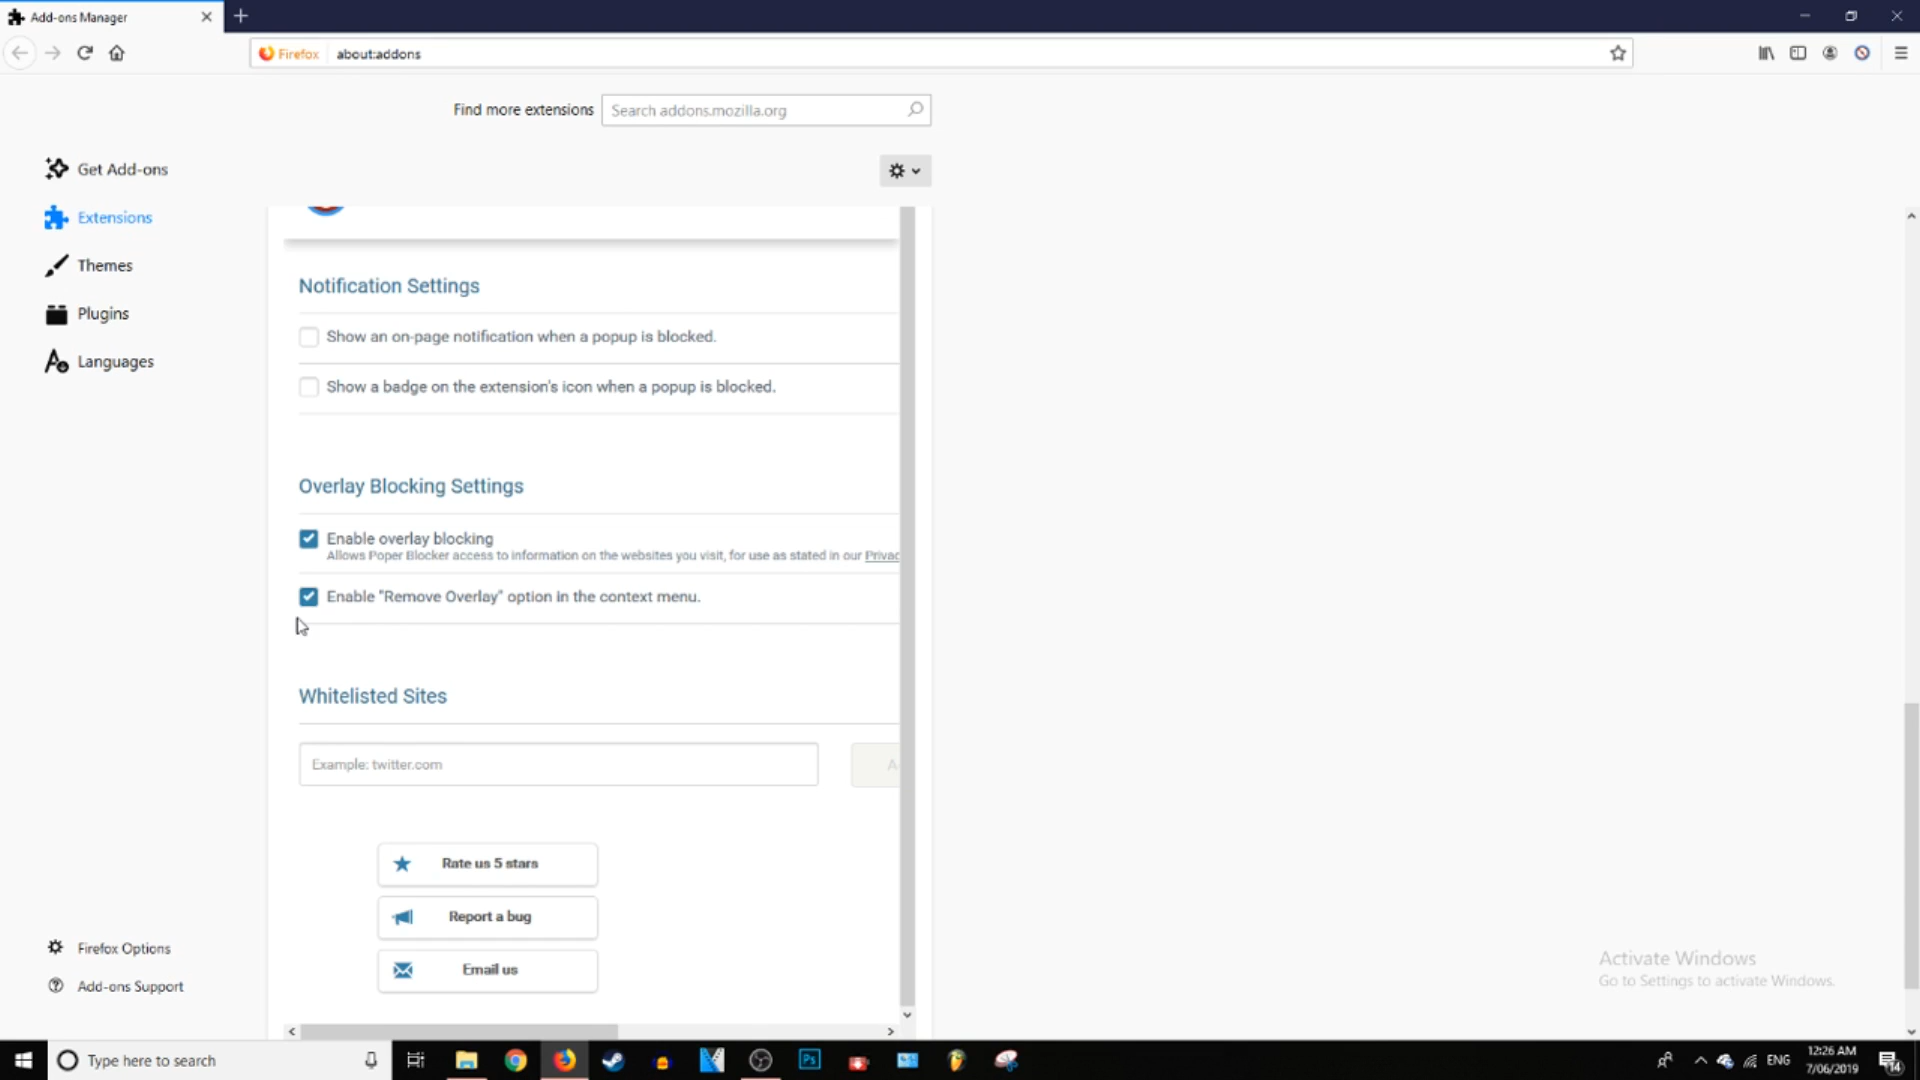 Add-ons Manager
Firefox about:addons
Find more extensions
Search addons.mozilla.org
Get Add-ons
Extensions
Themes
Plugins
Languages
Notification Settings
Show an on-page notification when a popup is blocked.
Show a badge on the extension's icon when a popup is blocked.
Overlay Blocking Settings
Enable overlay blocking
Allows Poper Blocker access to information on the websites you visit, for use as stated in our Privac
Enable "Remove Overlay" option in the context menu.
Whitelisted Sites
Example: twitter.com
A
Rate us 5 stars
Report a bug
Email us
Firefox Options
Add-ons Support
Activate Windows
Go to Settings to activate Windows.
Type here to search
Ps
ENG
12:26 AM
7/06/2019
14